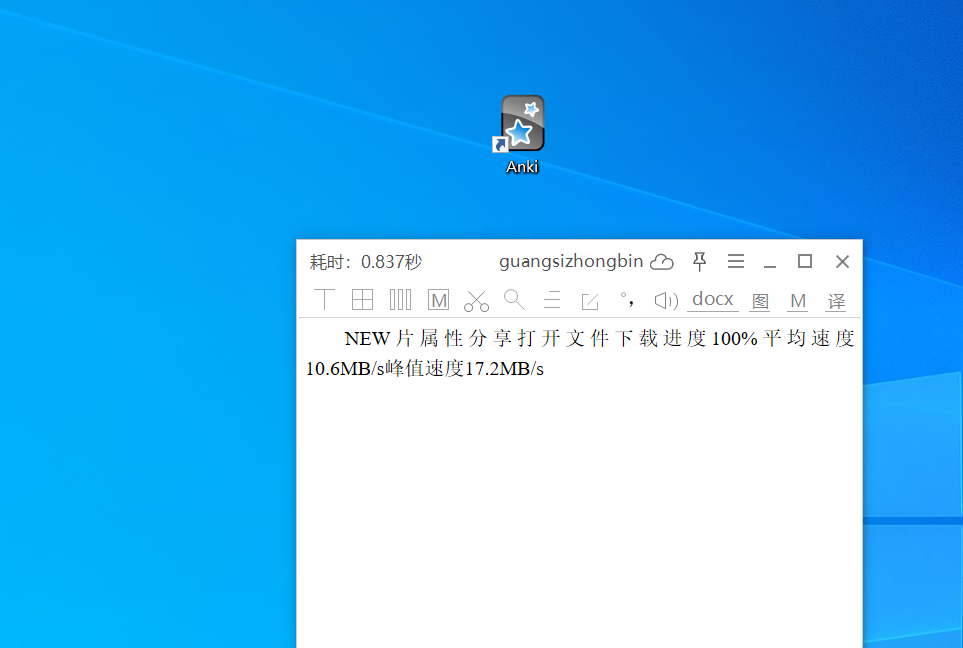 Anki
耗时：0.837秒
guangsizhongbin
M
°，
docx
图
M
译
NEW片属性分享打开文件下载进度100%平均速度
10.6MB/s峰值速度17.2MB/s